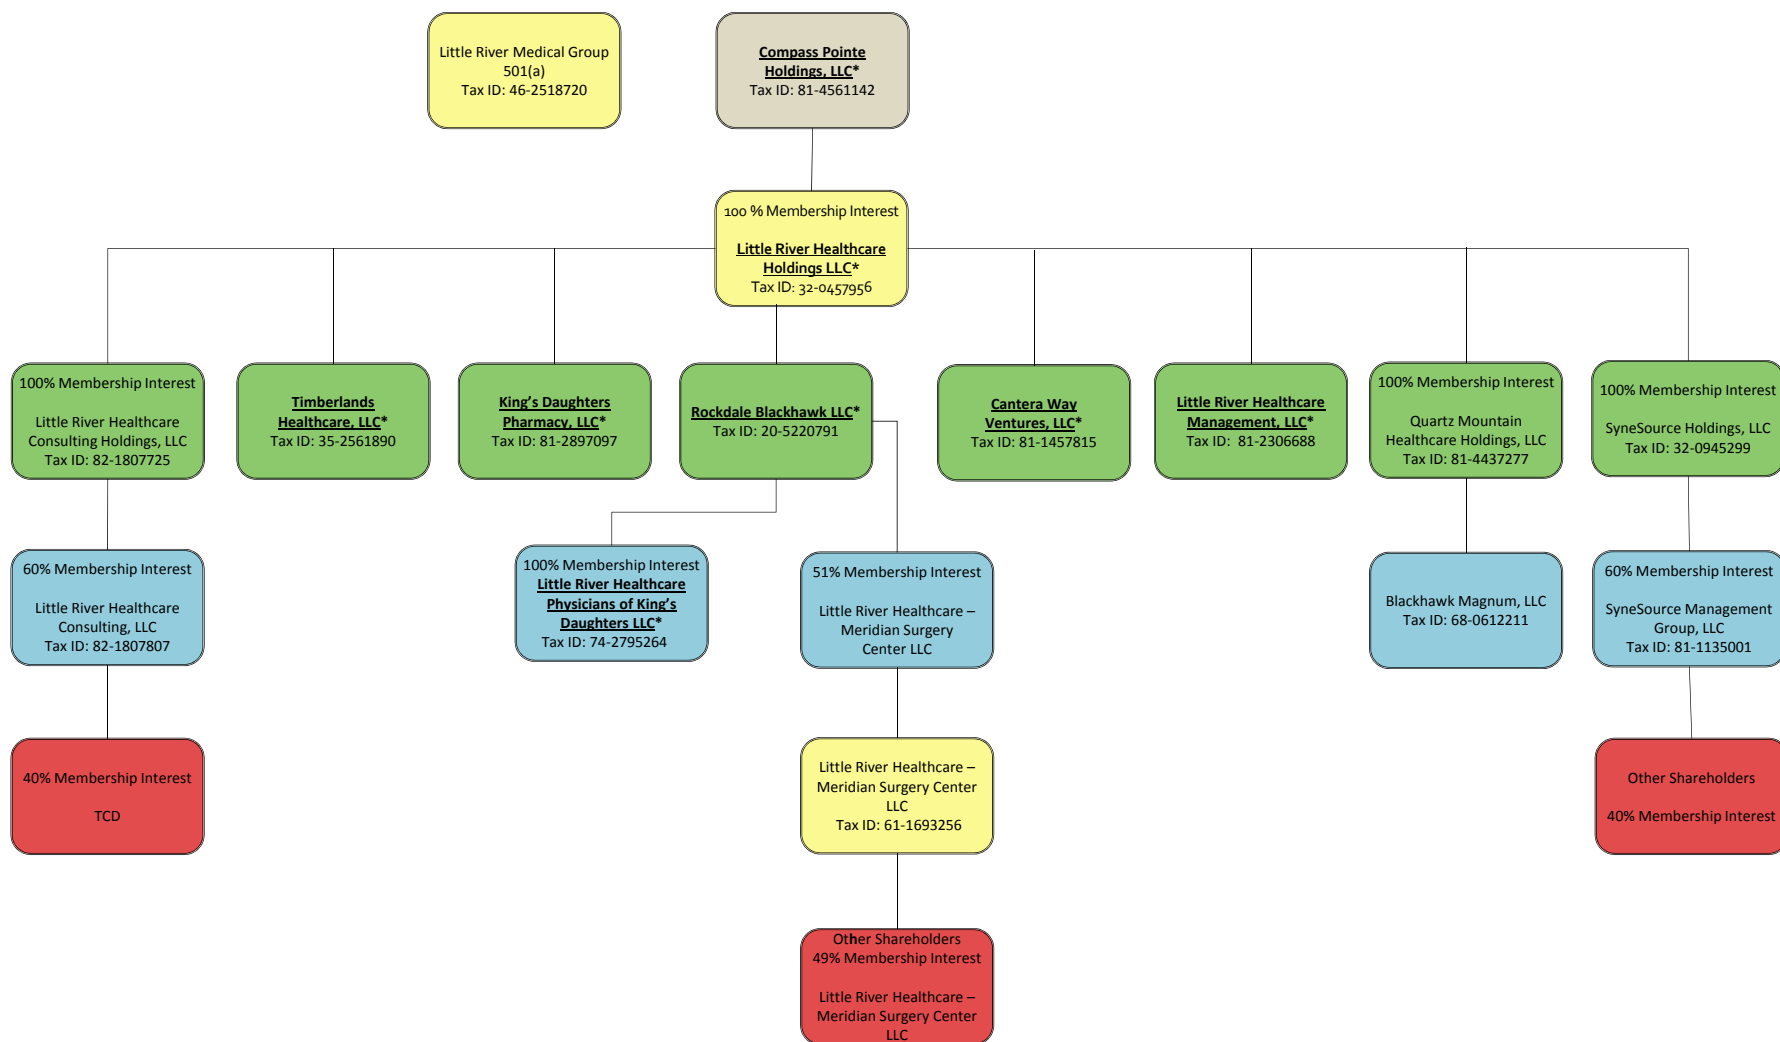 Little River Medical Group
501(a)
Tax ID: 46-2518720
Compass Pointe
Holdings, LLC*
Tax ID: 81-4561142
100 % Membership Interest
Little River Healthcare
Holdings LLC*
Tax ID: 32-0457956
100% Membership Interest
Little River Healthcare
Consulting Holdings, LLC
Tax ID: 82-1807725
Timberlands
Healthcare, LLC*
Tax ID: 35-2561890
King's Daughters
Pharmacy, LLC*
Tax ID: 81-2897097
Rockdale Blackhawk LLC*
Tax ID: 20-5220791
Cantera Way
Ventures, LLC*
Tax ID: 81-1457815
Little River Healthcare
Management, LLC*
Tax ID: 81-2306688
100% Membership Interest
Quartz Mountain
Healthcare Holdings, LLC
Tax ID: 81-4437277
100% Membership Interest
SyneSource Holdings, LLC
Tax ID: 32-0945299
60% Membership Interest
Little River Healthcare
Consulting, LLC
Tax ID: 82-1807807
100% Membership Interest
Little River Healthcare
Physicians of King's
Daughters LLC*
Tax ID: 74-2795264
51% Membership Interest
Little River Healthcare –
Meridian Surgery
Center LLC
Blackhawk Magnum, LLC
Tax ID: 68-0612211
60% Membership Interest
SyneSource Management
Group, LLC
Tax ID: 81-1135001
40% Membership Interest
TCD
Little River Healthcare –
Meridian Surgery Center
LLC
Tax ID: 61-1693256
Other Shareholders
40% Membership Interest
Other Shareholders
49% Membership Interest
Little River Healthcare –
Meridian Surgery Center
LLC